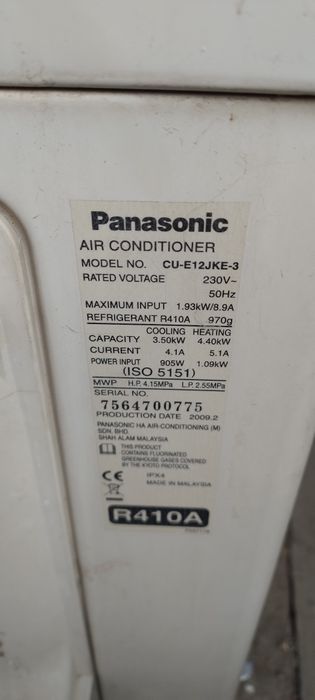 Panasonic
AIR CONDITIONER
MODEL NO. CU-E12JKE-3
RATED VOLTAGE 230V~
50Hz
MAXIMUM INPUT 1.93kW/8.9A
REFRIGERANT R410A 970g
COOLING HEATING
CAPACITY 3.50kW 4.40kW
CURRENT 4.1A 5.1A
POWER INPUT 905W 1.09kW
(ISO 5151)
MWP H.P. 4.15MPa L.P. 2.55MPa
SERIAL NO.
7564700775
PRODUCTION DATE 2009.2
PANASONIC HA AIR-CONDITIONING (M)
SDN. BHD.
SHAH ALAM MALAYSIA
THIS PRODUCT
CONTAINS FLUORINATED
GREENHOUSE GASES COVERED
BY THE KYOTO PROTOCOL
CE IPX4
MADE IN MALAYSIA
R410A